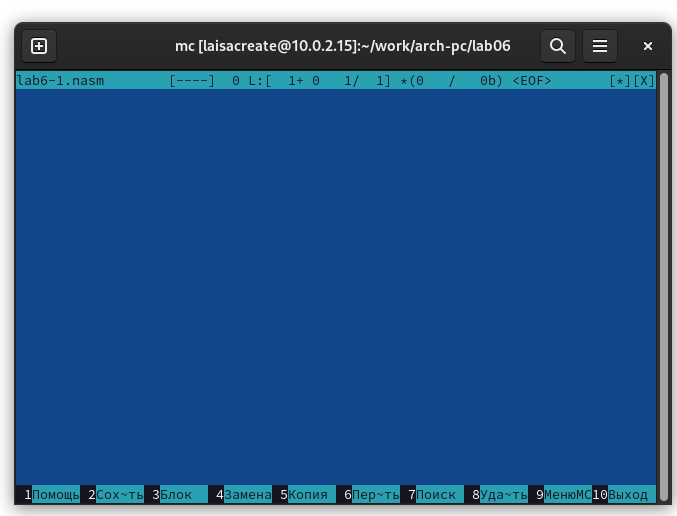 mc [laisacreate@10.0.2.15]:~/work/arch-pc/lab06
lab6-1.nasm [----] 0 L:[ 1+ 0 1/ 1] *(0 / 0b) <EOF> [*][X]
1Помощь 2Сох~ть 3Блок 4Замена 5Копия 6Пер~ть 7Поиск 8Уда~ть 9МенюMC 10Выход